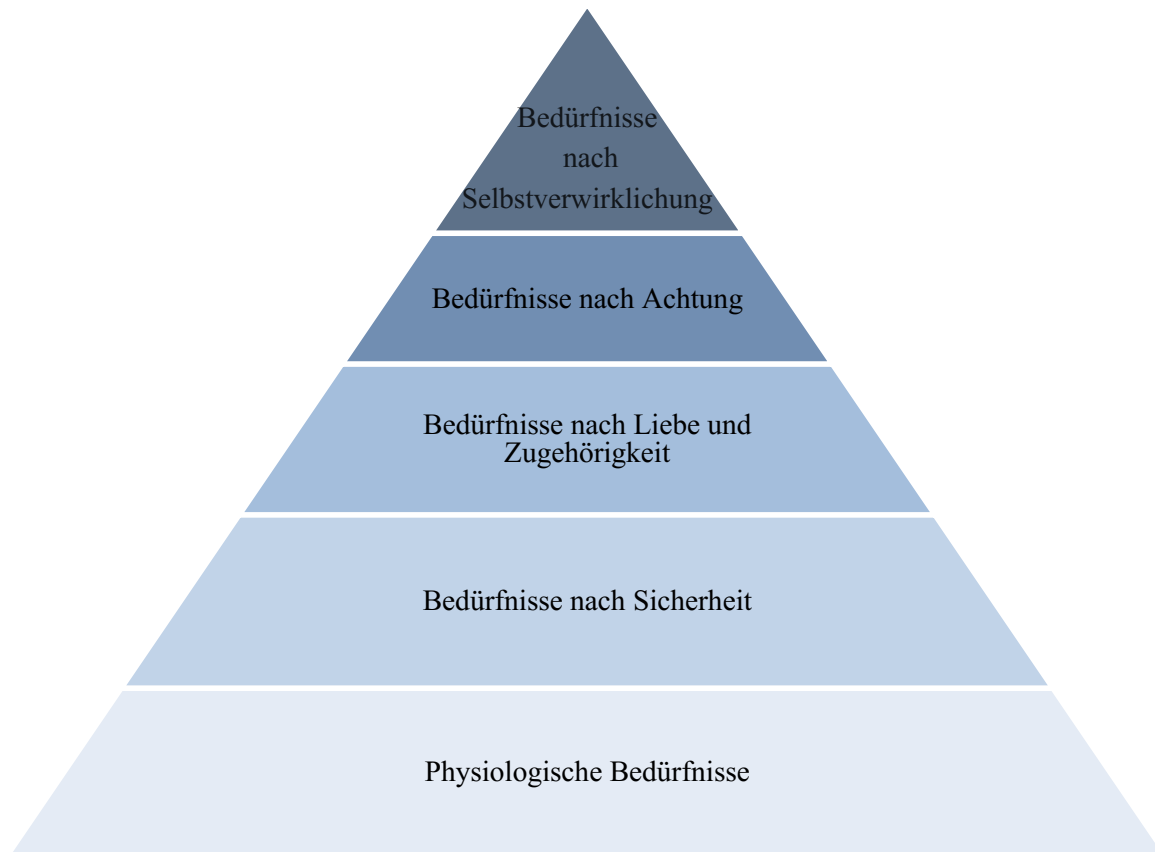 Bedürfnisse
nach
Selbstverwirklichung
Bedürfnisse nach Achtung
Bedürfnisse nach Liebe und
Zugehörigkeit
Bedürfnisse nach Sicherheit
Physiologische Bedürfnisse